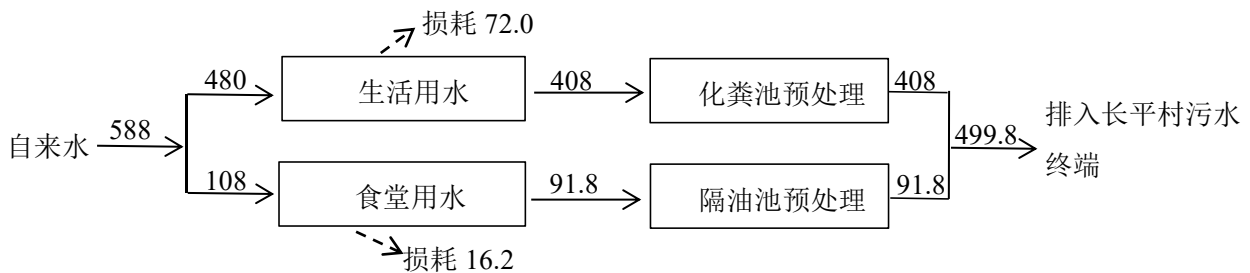 损耗 72.0
480
生活用水
408
化粪池预处理
408
自来水
588
499.8
排入长平村污水
终端
108
食堂用水
91.8
隔油池预处理
91.8
损耗 16.2